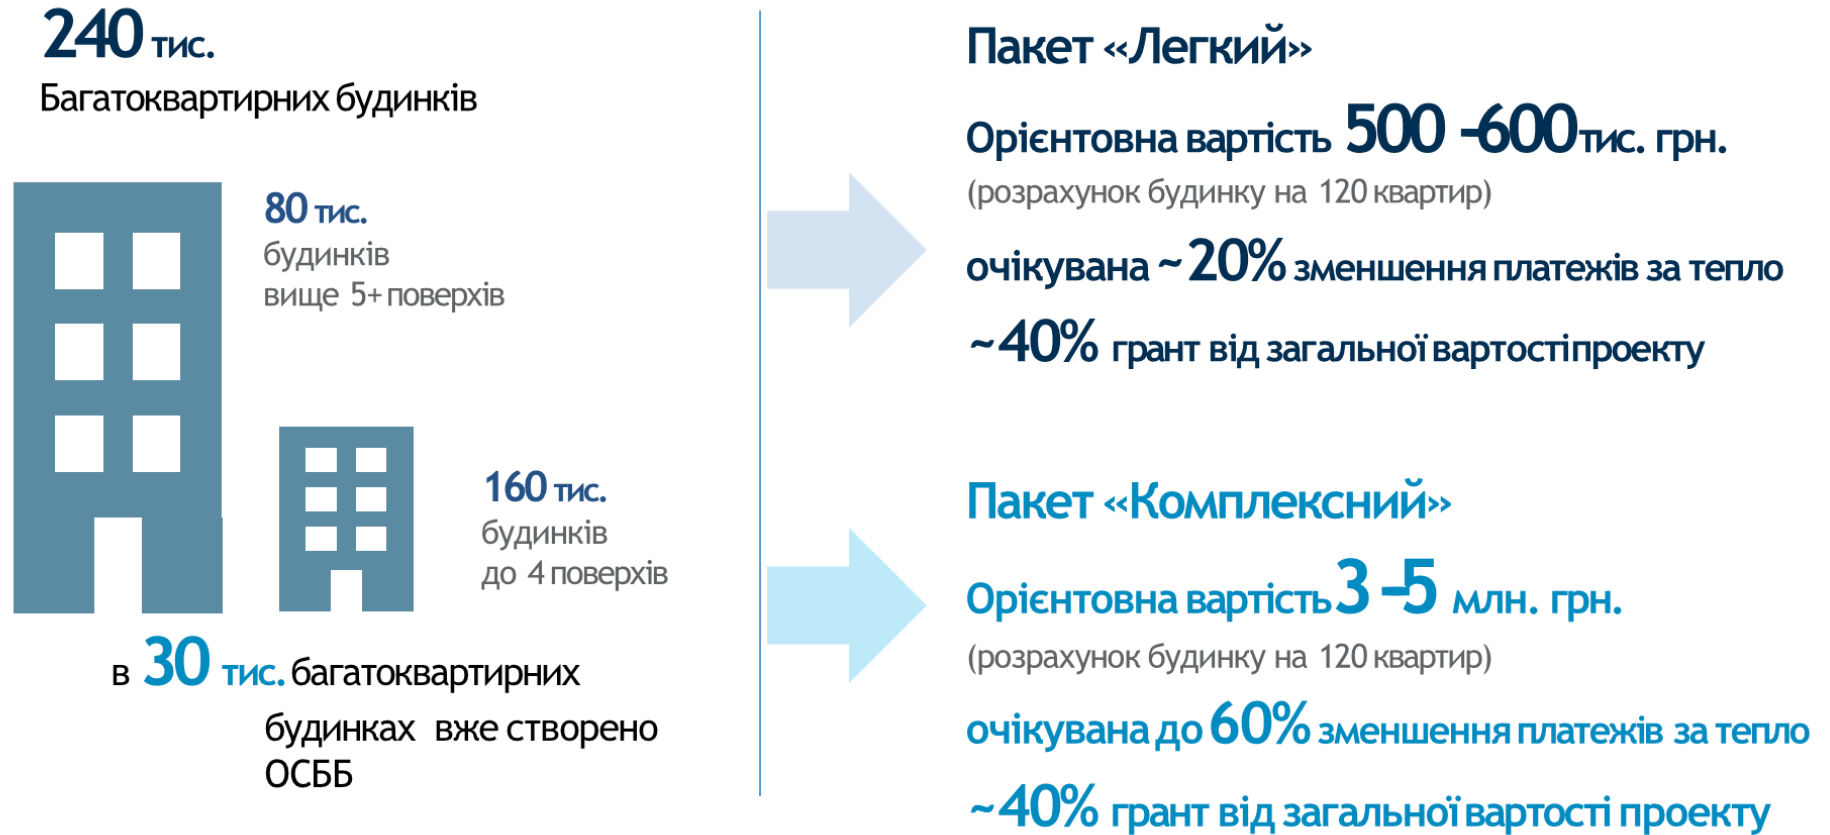 240 тис.
Багатоквартирних будинків
80 тис.
будинків
вище 5+ поверхів
160 тис.
будинків
до 4 поверхів
в 30 тис. багатоквартирних
будинках вже створено
ОСББ
Пакет «Легкий»
Орієнтовна вартість 500 -600 тис. грн.
(розрахунок будинку на 120 квартир)
очікувана ~ 20% зменшення платежів за тепло
~40% грант від загальної вартості проекту
Пакет «Комплексний»
Орієнтовна вартість 3 –5 млн. грн.
(розрахунок будинку на 120 квартир)
очікувана до 60% зменшення платежів за тепло
~40% грант від загальної вартості проекту